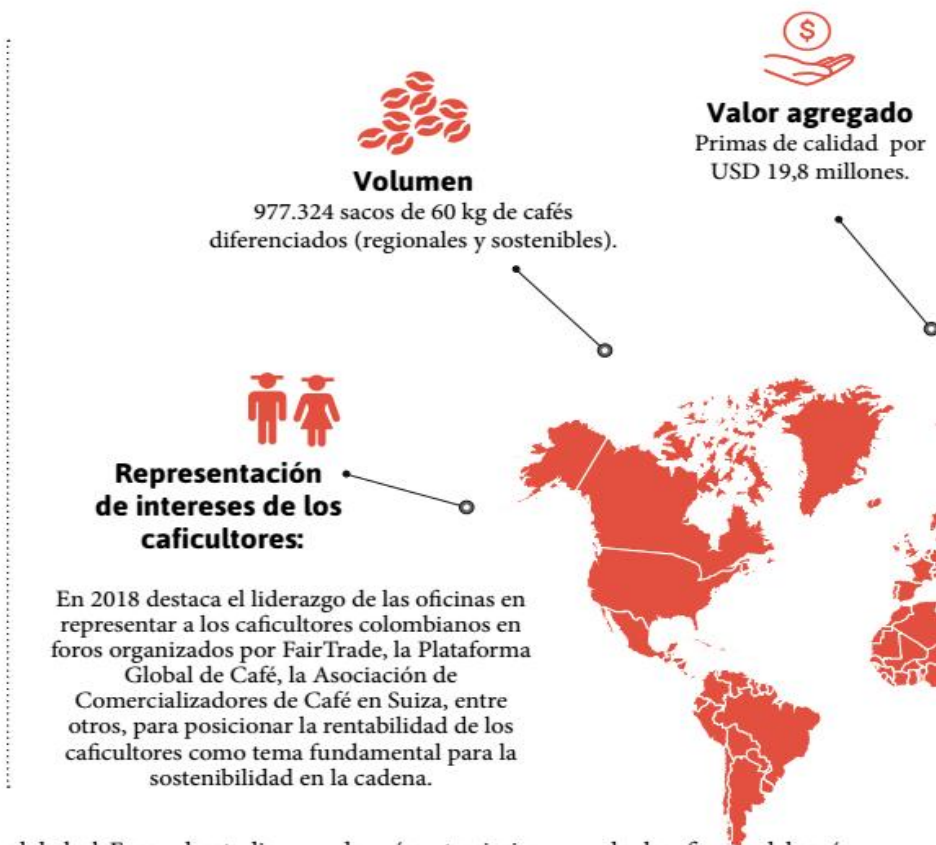 $
Valor agregado
Primas de calidad por
USD 19,8 millones.
Volumen
977.324 sacos de 60 kg de cafés
diferenciados (regionales y sostenibles).
Representación
de intereses de los
caficultores:
En 2018 destaca el liderazgo de las oficinas en
representar a los caficultores colombianos en
foros organizados por FairTrade, la Plataforma
Global de Café, la Asociación de
Comercializadores de Café en Suiza, entre
otros, para posicionar la rentabilidad de los
caficultores como tema fundamental para la
sostenibilidad en la cadena.